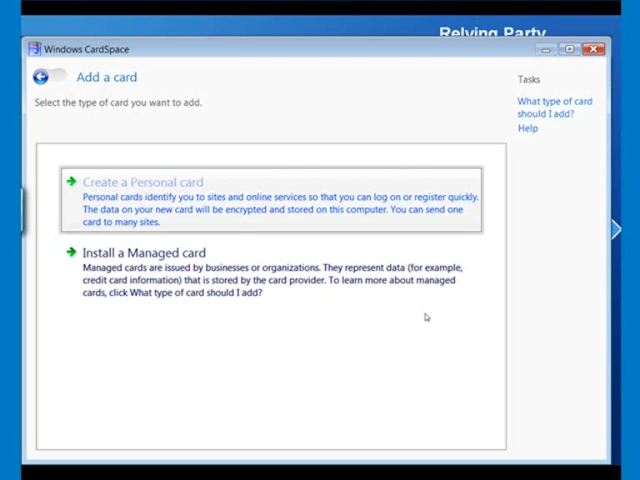 Relying Party
Windows CardSpace
Add a card
Select the type of card you want to add.
Tasks
What type of card
should I add?
Help
Create a Personal card
Personal cards identify you to sites and online services so that you can log on or register quickly.
The data on your new card will be encrypted and stored on this computer. You can send one
card to many sites.
Install a Managed card
Managed cards are issued by businesses or organizations. They represent data (for example,
credit card information) that is stored by the card provider. To learn more about managed
cards, click What type of card should I add?